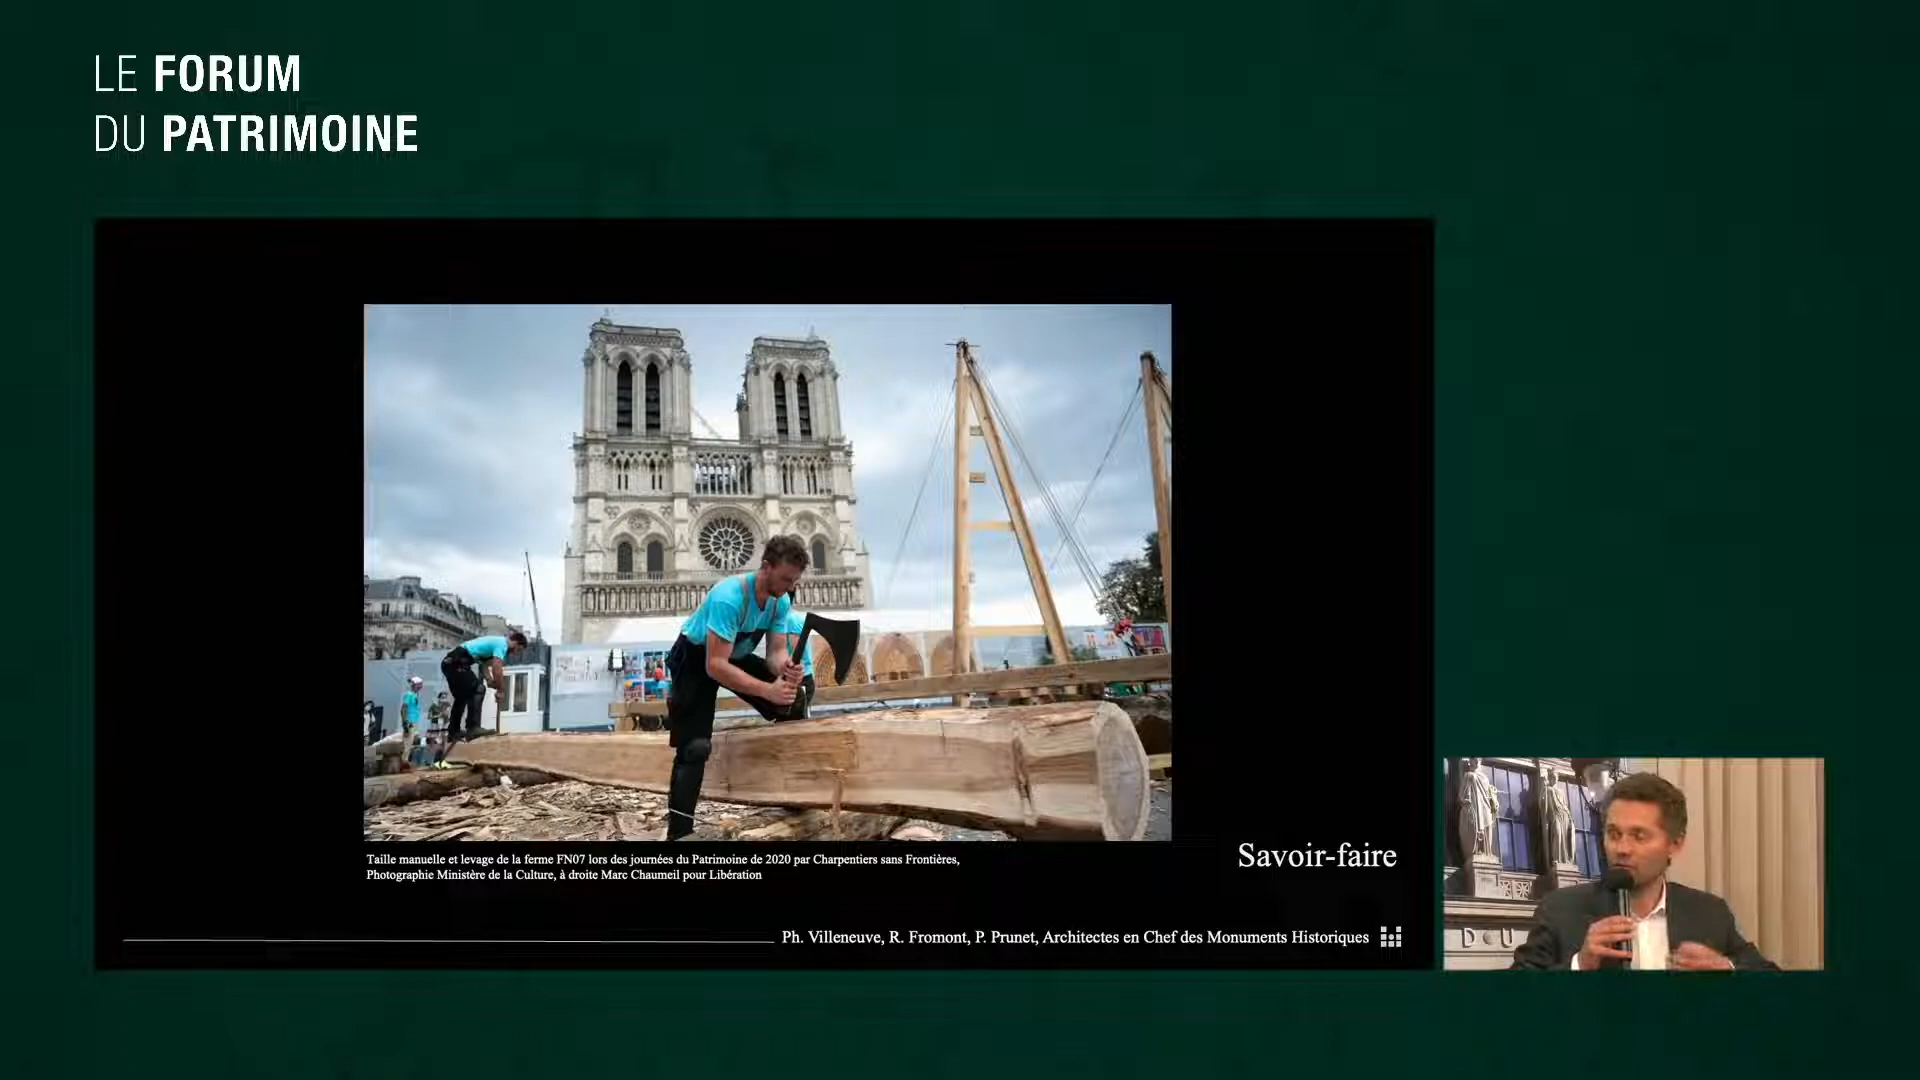 LE FORUM
DU PATRIMOINE
Taille manuelle et levage de la ferme FN07 lors des journées du Patrimoine de 2020 par Charpentiers sans Frontières,
Photographie Ministère de la Culture, à droite Marc Chaumeil pour Libération
Savoir-faire
Ph. Villeneuve, R. Fromont, P. Prunet, Architectes en Chef des Monuments Historiques
D U